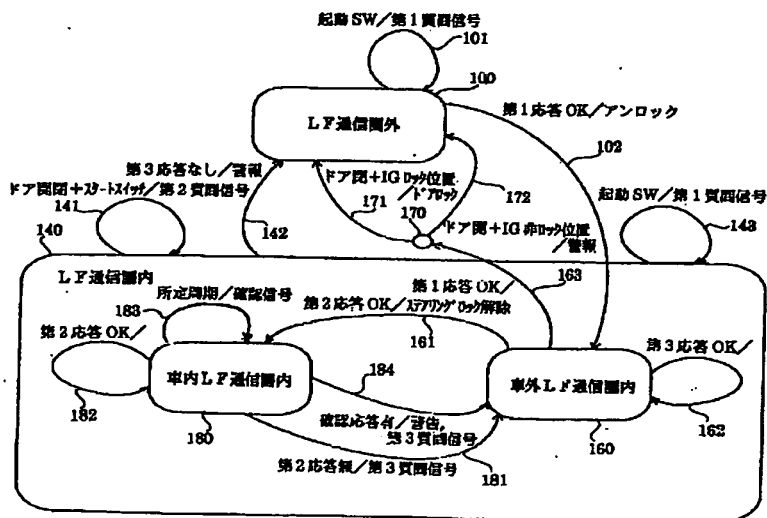 起動SW/第1質問信号
101
100
LF通信圏外
第1応答OK/アンロック
102
第3応答なし/警報
ドア開閉+スタートスイッチ/第2質問信号
141
142
140
ドア閉+IGロック位置
/ドアロック
171
170
172
ドア閉+IG非ロック位置
/警報
163
起動SW/第1質問信号
143
LF通信圏内
所定周期/確認信号
183
第2応答OK/
182
第1応答OK/
第2応答OK/ステアリングロック解除
161
第3応答OK/
162
車内LF通信圏内
180
184
車外LF通信圏内
160
確認応答有/警告,
第3質問信号
第2応答無/第3質問信号
181